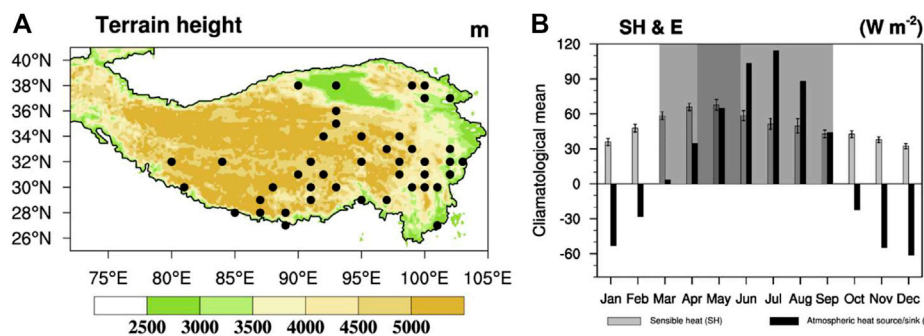 A
Terrain height
m
40°N
38°N
36°N
34°N
32°N
30°N
28°N
26°N
75°E 80°E 85°E 90°E 95°E 100°E 105°E
2500 3000 3500 4000 4500 5000
B
SH & E
(W m-2)
Cliamatological mean
120
90
60
30
0
-30
-60
Jan Feb Mar Apr May Jun Jul Aug Sep Oct Nov Dec
Sensible heat (SH) Atmospheric heat source/sink (